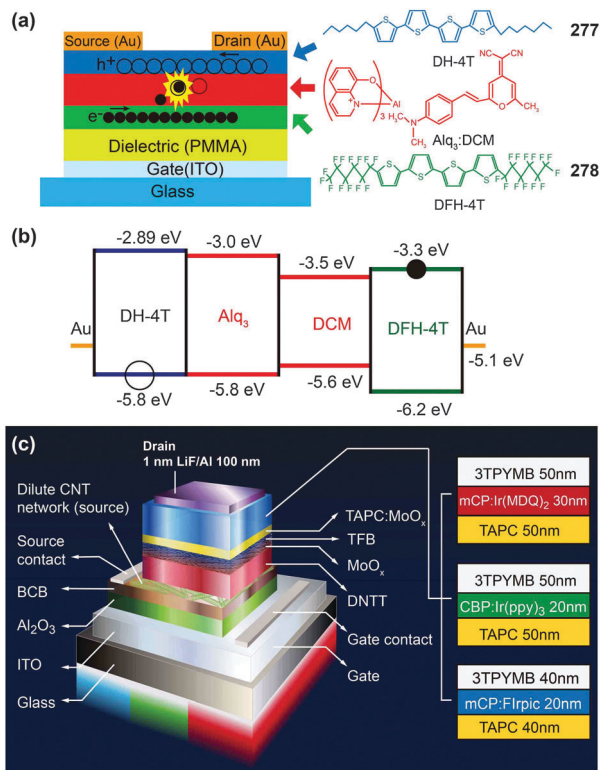 (a)
Source (Au)
Drain (Au)
h+
e-
Dielectric (PMMA)
Gate(ITO)
Glass
277
S
S
S
S
DH-4T
O
N
+
3
Al
NC
CN
O
CH3
N
H3C
CH3
Alq3:DCM
278
F F F F F F
F F F F F F F
S
S
S
S
F F F F F F
F F F F F F F
DFH-4T
(b)
-2.89 eV
-3.0 eV
-3.5 eV
-3.3 eV
Au
DH-4T
Alq3
DCM
DFH-4T
Au
-5.1 eV
-5.8 eV
-5.8 eV
-5.6 eV
-6.2 eV
(c)
Drain
1 nm LiF/Al 100 nm
Dilute CNT
network (source)
Source
contact
BCB
Al2O3
ITO
Glass
TAPC:MoOx
TFB
MoOx
DNTT
Gate contact
Gate
3TPYMB 50nm
mCP:Ir(MDQ)2 30nm
TAPC 50nm
3TPYMB 50nm
CBP:Ir(ppy)3 20nm
TAPC 50nm
3TPYMB 40nm
mCP:FIrpic 20nm
TAPC 40nm